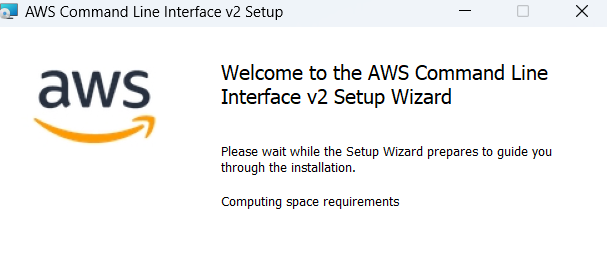 AWS Command Line Interface v2 Setup
aws
Welcome to the AWS Command Line
Interface v2 Setup Wizard
Please wait while the Setup Wizard prepares to guide you
through the installation.
Computing space requirements